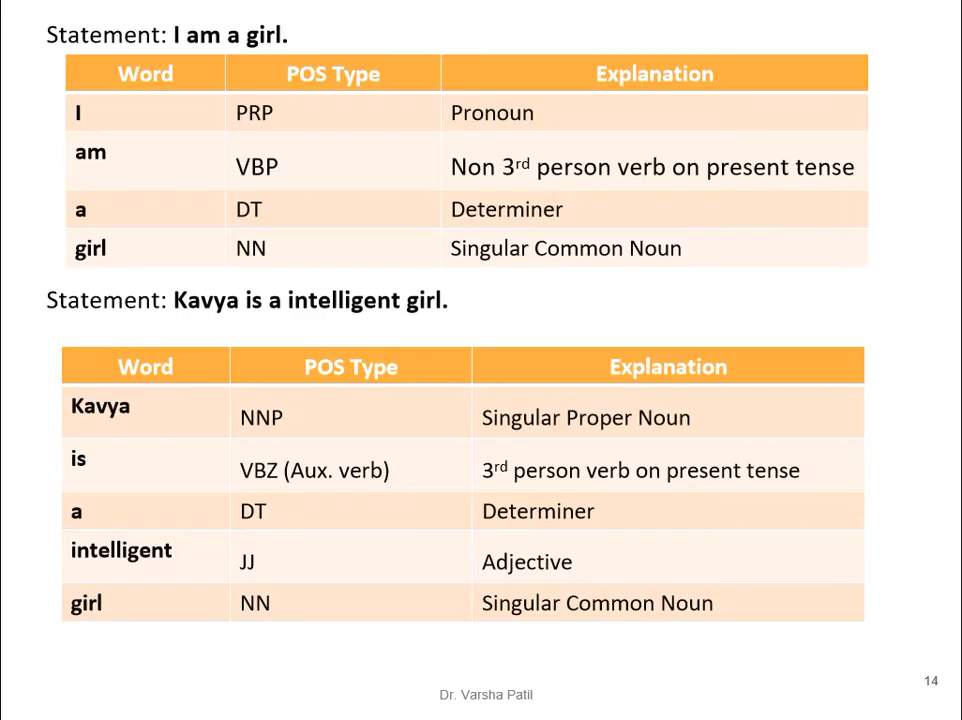 Statement: I am a girl.
Word POS Type Explanation
I PRP Pronoun
am VBP Non 3rd person verb on present tense
a DT Determiner
girl NN Singular Common Noun
Statement: Kavya is a intelligent girl.
Word POS Type Explanation
Kavya NNP Singular Proper Noun
is VBZ (Aux. verb) 3rd person verb on present tense
a DT Determiner
intelligent JJ Adjective
girl NN Singular Common Noun
14
Dr. Varsha Patil